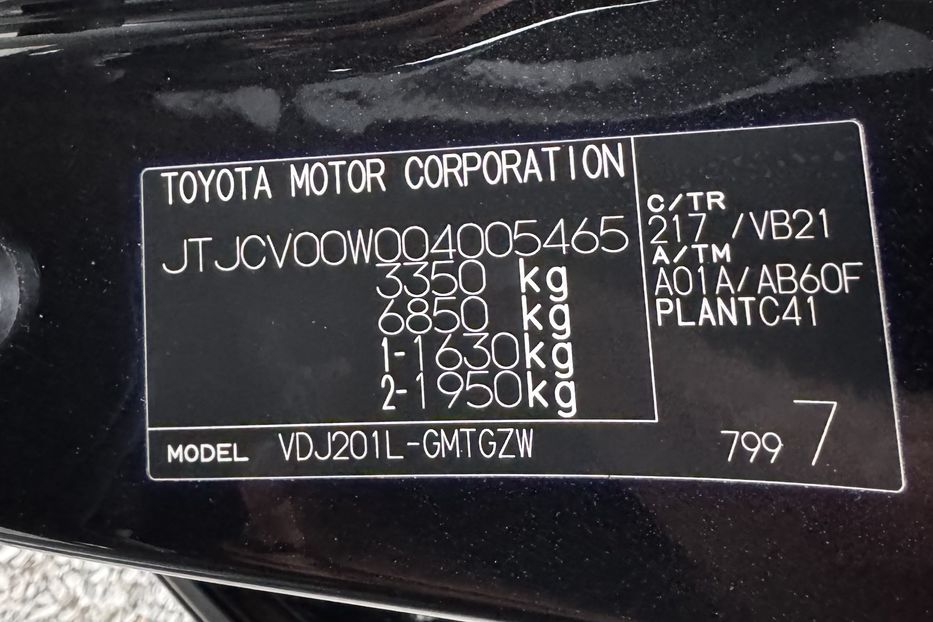 TOYOTA MOTOR CORPORATION
JTJCV00W004005465
3350 kg
6850 kg
1-1630kg
2-1950kg
C/TR
217 /VB21
A/TM
A01A/AB60F
PLANTC41
MODEL VDJ201L-GMTGZW
799 7